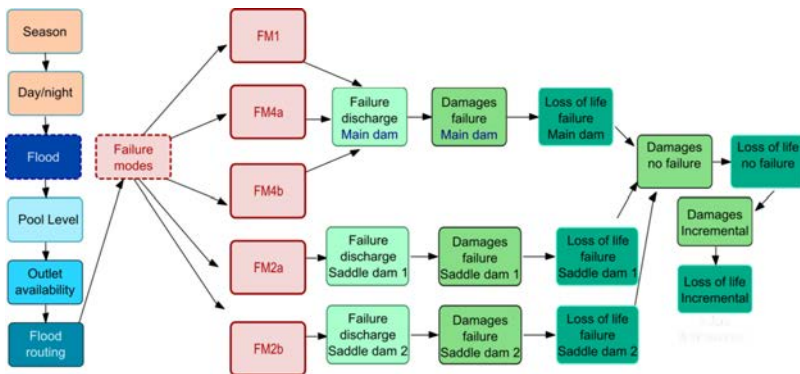 Season
Day/night
Flood
Pool Level
Outlet
availability
Flood
routing
Failure
modes
FM1
FM4a
FM4b
FM2a
FM2b
Failure
discharge
Main dam
Damages
failure
Main dam
Loss of life
failure
Main dam
Failure
discharge
Saddle dam 1
Damages
failure
Saddle dam 1
Loss of life
failure
Saddle dam 1
Failure
discharge
Saddle dam 2
Damages
failure
Saddle dam 2
Loss of life
failure
Saddle dam 2
Damages
no failure
Loss of life
no failure
Damages
Incremental
Loss of life
Incremental